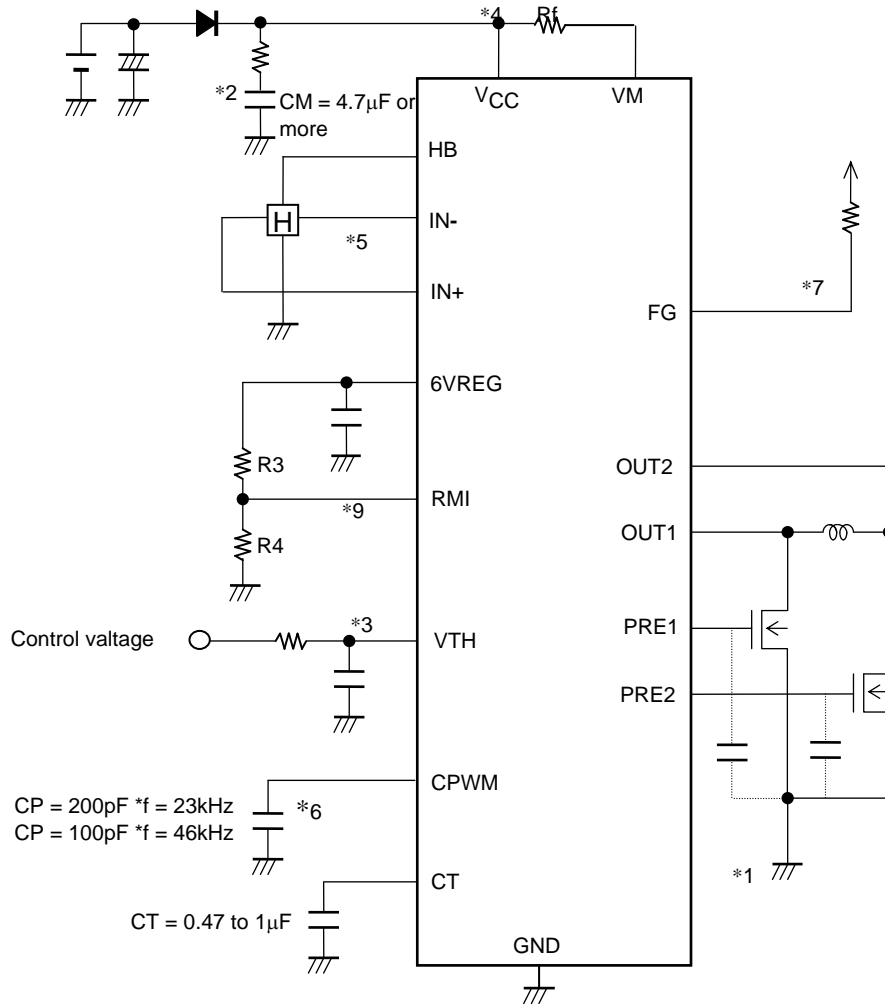 *4 Rf
VCC VM
*2 CM = 4.7μF or
more
HB
H
IN-
*5
IN+
*7
FG
6VREG
R3
OUT2
RMI
*9
OUT1
R4
PRE1
Control valtage
*3
VTH
PRE2
CPWM
CP = 200pF *f = 23kHz
*6
CP = 100pF *f = 46kHz
*1
CT
CT = 0.47 to 1μF
GND